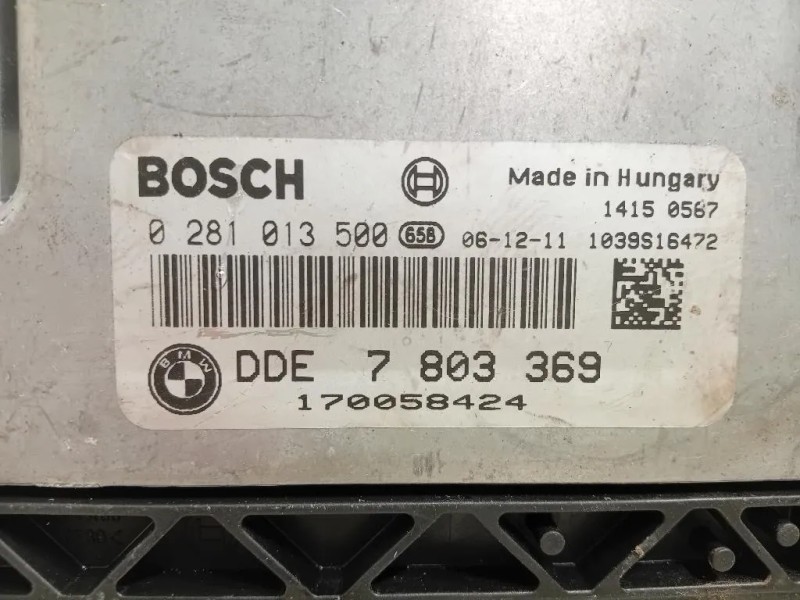 BOSCH
Made in Hungary
1415 0567
0 281 013 500 658 06-12-11 1039S16472
BMW DDE 7 803 369
170058424